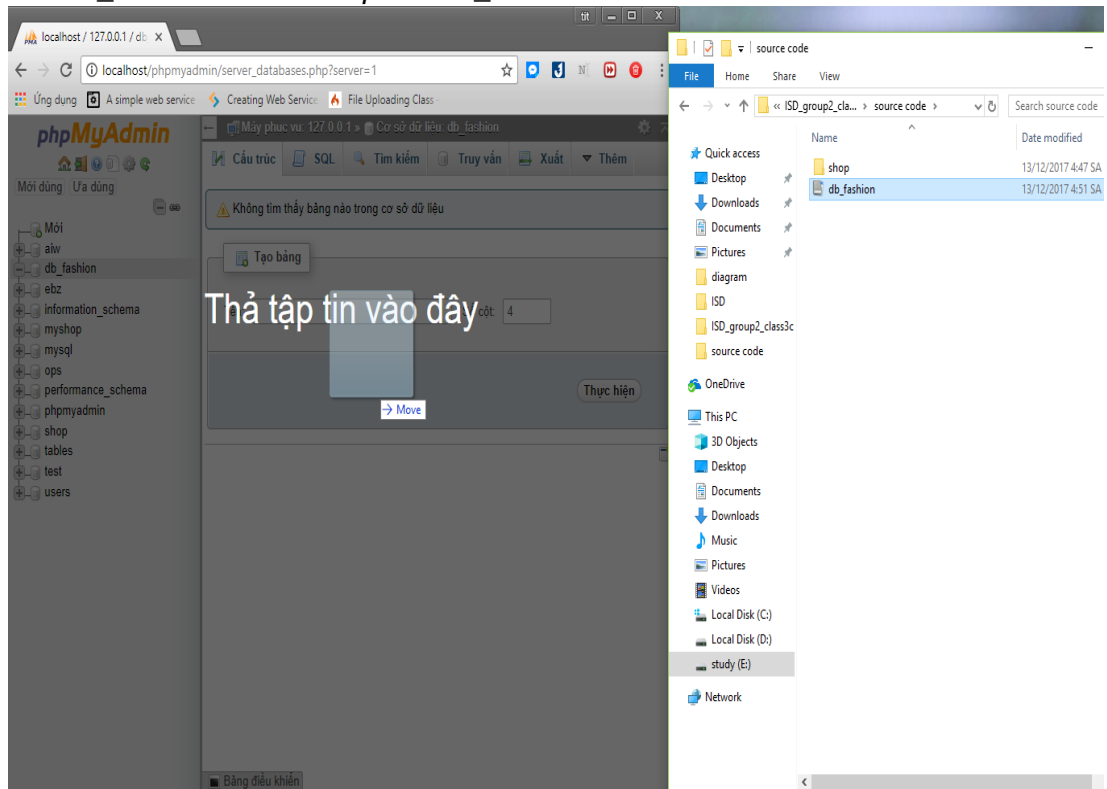 tit
localhost / 127.0.0.1 / db
localhost/phpmyadmin/server_databases.php?server=1
Ứng dụng A simple web service Creating Web Service File Uploading Class -
phpMyAdmin
Mới dùng Ưa dùng
Mới
aiw
db_fashion
ebz
information_schema
myshop
mysql
ops
performance_schema
phpmyadmin
shop
tables
test
users
Máy phục vụ: 127.0.0.1 » Cơ sở dữ liệu: db_fashion
Cấu trúc SQL Tìm kiếm Truy vấn Xuất Thêm
Không tìm thấy bảng nào trong cơ sở dữ liệu
Tạo bảng
Thả tập tin vào đây
cột: 4
Move
Thực hiện
Bảng điều khiển
source code
File Home Share View
« ISD_group2_cla... › source code › Search source code
Name Date modified
shop 13/12/2017 4:47 SA
db_fashion 13/12/2017 4:51 SA
Quick access
Desktop
Downloads
Documents
Pictures
diagram
ISD
ISD_group2_class3c
source code
OneDrive
This PC
3D Objects
Desktop
Documents
Downloads
Music
Pictures
Videos
Local Disk (C:)
Local Disk (D:)
study (E:)
Network